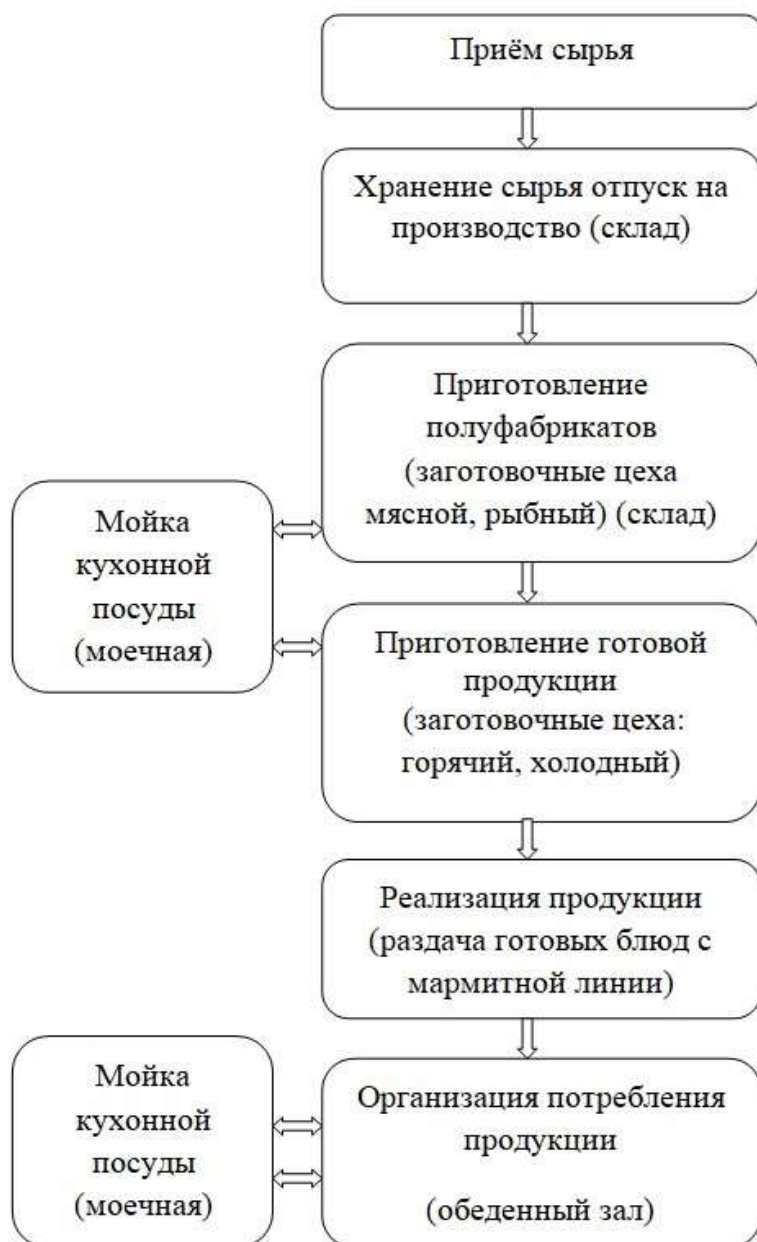 Приём сырья
Хранение сырья отпуск на
производство (склад)
Приготовление
полуфабрикатов
(заготовочные цеха
мясной, рыбный) (склад)
Мойка
кухонной
посуды
(моечная)
Приготовление готовой
продукции
(заготовочные цеха:
горячий, холодный)
Реализация продукции
(раздача готовых блюд с
мармитной линии)
Мойка
кухонной
посуды
(моечная)
Организация потребления
продукции
(обеденный зал)